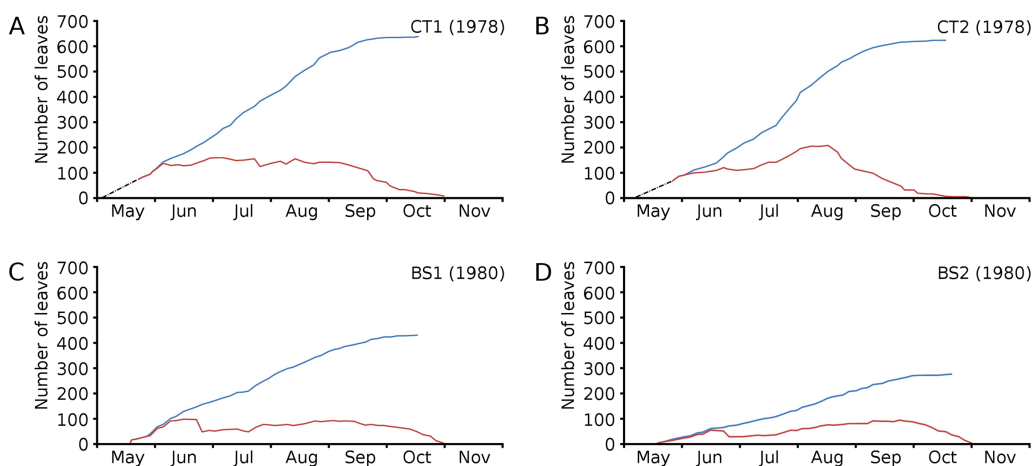 A
Number of leaves
700
600
500
400
300
200
100
0
CT1 (1978)
May Jun Jul Aug Sep Oct Nov
B
Number of leaves
700
600
500
400
300
200
100
0
CT2 (1978)
May Jun Jul Aug Sep Oct Nov
C
Number of leaves
700
600
500
400
300
200
100
0
BS1 (1980)
May Jun Jul Aug Sep Oct Nov
D
Number of leaves
700
600
500
400
300
200
100
0
BS2 (1980)
May Jun Jul Aug Sep Oct Nov